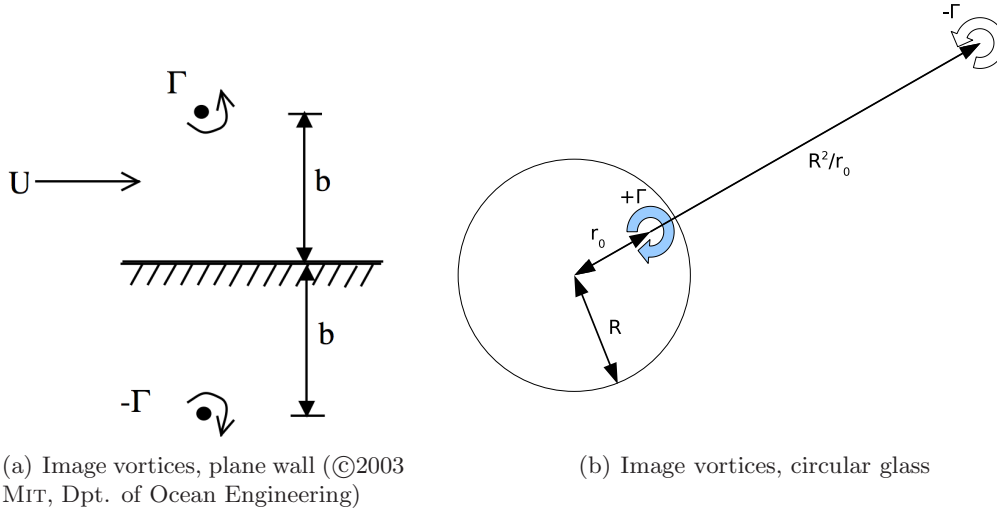 Γ
U
b
b
-Γ
-Γ
R²/r₀
+Γ
r₀
R
(a) Image vortices, plane wall (©2003
MIT, Dpt. of Ocean Engineering)
(b) Image vortices, circular glass